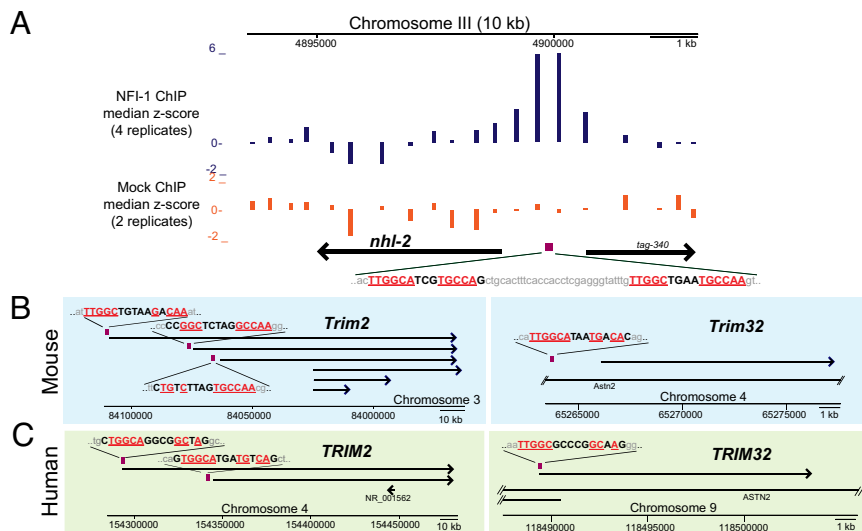 A
Chromosome III (10 kb)
4895000 4900000 1 kb
6
NFI-1 ChIP
median z-score
(4 replicates)
0-
-2
2
Mock ChIP
median z-score
(2 replicates)
0-
-2
nhl-2
tag-340
..acTTGGCATCGTGCCAGctgcactttcaccacctcgagggtatttgTTGGCTGAATGCCAAgt..
B
Mouse
..atTTGGCTGTAAGACAAat..
..ccCCGGCTCTAGGCCAAgg..
Trim2
..ttCTGTCTTAGTGCCAAcg..
Chromosome 3
84100000 84050000 84000000 10 kb
..caTTGGCATAATGACACag..
Trim32
Astn2
Chromosome 4
65265000 65270000 65275000 1 kb
C
Human
..tgCTGGCAGGCGGCTAGgc..
..caGTGGCATGATGTCAGct..
TRIM2
NR_001562
Chromosome 4
154300000 154350000 154400000 154450000 10 kb
..aaTTGGCGCCCGGCAAGgg..
TRIM32
ASTN2
Chromosome 9
118490000 118495000 118500000 1 kb